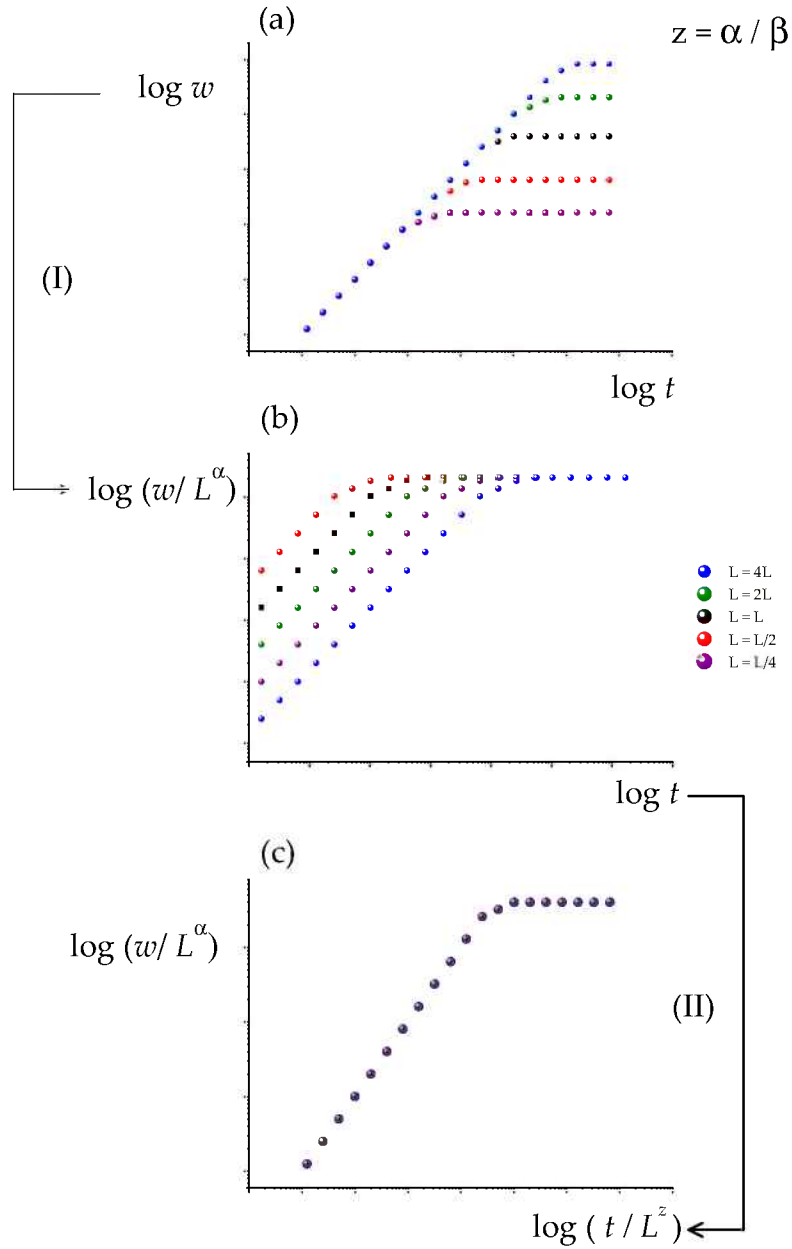 (a)
z = α / β
log w
(I)
log t
(b)
log (w/ L^α)
L = 4L
L = 2L
L = L
L = L/2
L = L/4
log t
(c)
log (w/ L^α)
(II)
log ( t / L^z )